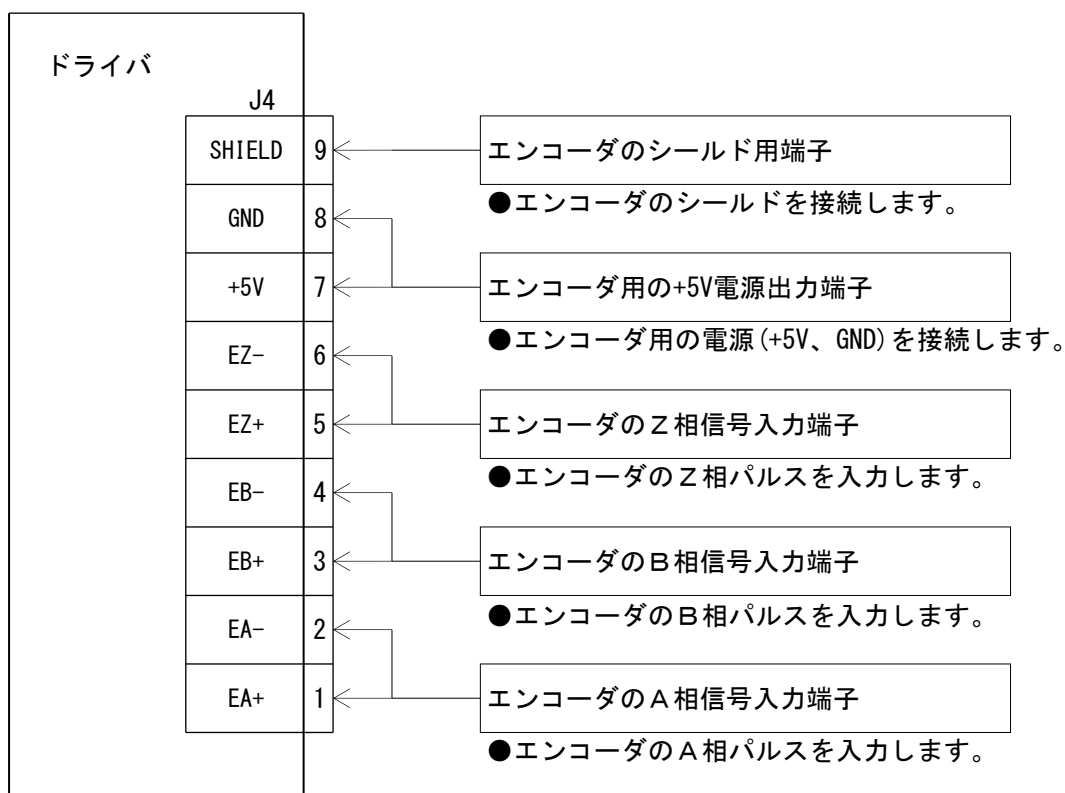 ドライバ
J4
SHIELD 9 エンコーダのシールド用端子
●エンコーダのシールドを接続します。
GND 8
+5V 7 エンコーダ用の+5V電源出力端子
●エンコーダ用の電源(+5V、GND)を接続します。
EZ− 6
EZ+ 5 エンコーダのZ相信号入力端子
●エンコーダのZ相パルスを入力します。
EB− 4
EB+ 3 エンコーダのB相信号入力端子
●エンコーダのB相パルスを入力します。
EA− 2
EA+ 1 エンコーダのA相信号入力端子
●エンコーダのA相パルスを入力します。